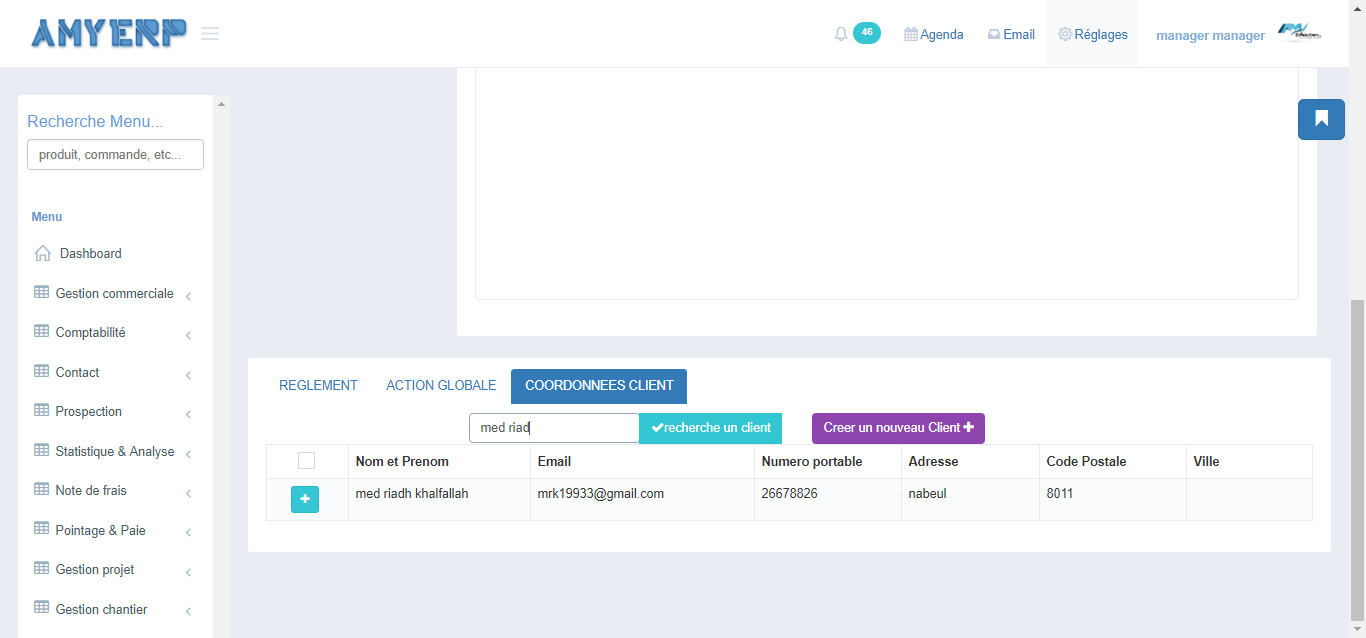 AMYERP
46
Agenda
Email
Réglages
manager manager
Recherche Menu...
produit, commande, etc...
Menu
Dashboard
Gestion commerciale
Comptabilité
Contact
Prospection
Statistique & Analyse
Note de frais
Pointage & Paie
Gestion projet
Gestion chantier
REGLEMENT ACTION GLOBALE COORDONNEES CLIENT
med riad recherche un client Creer un nouveau Client
Nom et Prenom Email Numero portable Adresse Code Postale Ville
med riadh khalfallah mrk19933@gmail.com 26678826 nabeul 8011